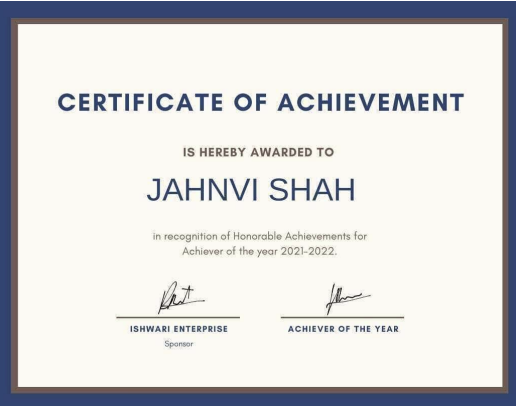 CERTIFICATE OF ACHIEVEMENT
IS HEREBY AWARDED TO
JAHNVI SHAH
in recognition of Honorable Achievements for
Achiever of the year 2021-2022.
ISHWARI ENTERPRISE
Sponsor
ACHIEVER OF THE YEAR